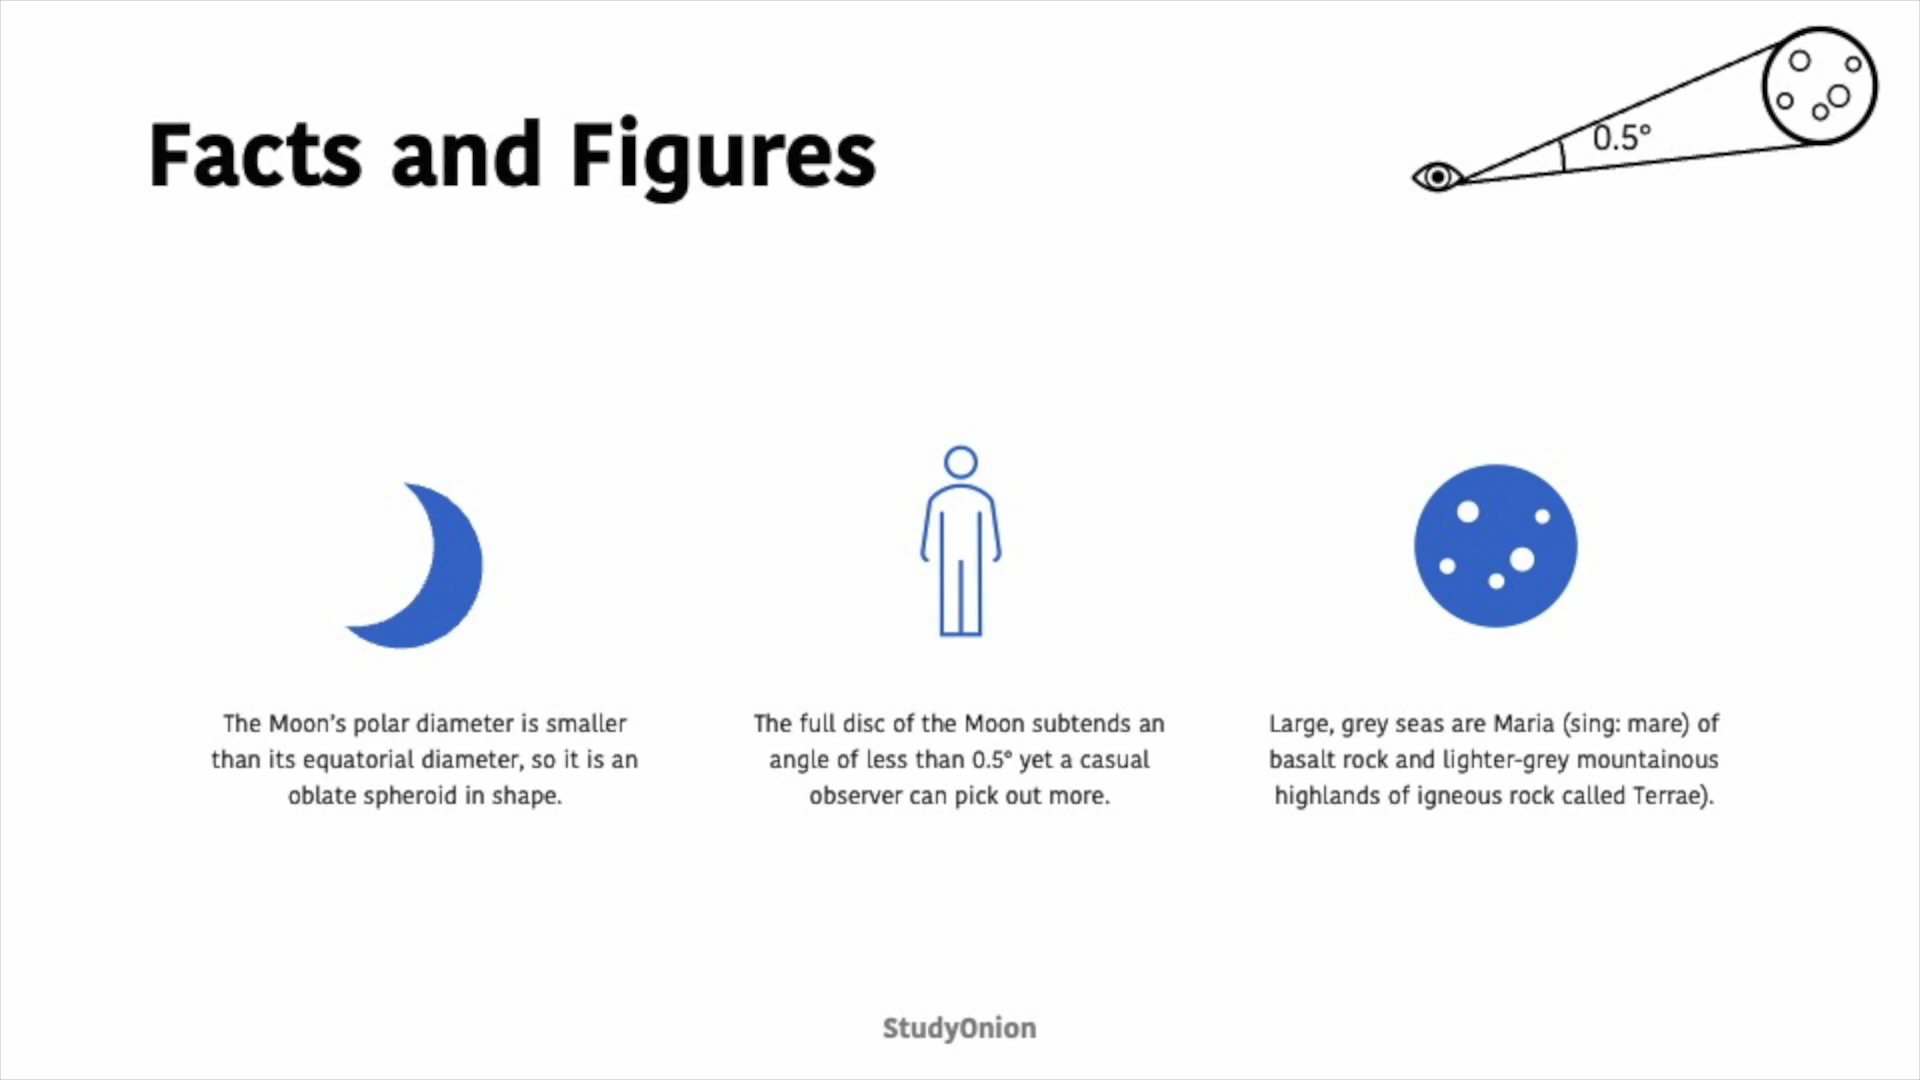 Facts and Figures
0.5°
The Moon’s polar diameter is smaller
than its equatorial diameter, so it is an
oblate spheroid in shape.
The full disc of the Moon subtends an
angle of less than 0.5° yet a casual
observer can pick out more.
Large, grey seas are Maria (sing: mare) of
basalt rock and lighter-grey mountainous
highlands of igneous rock called Terrae).
StudyOnion